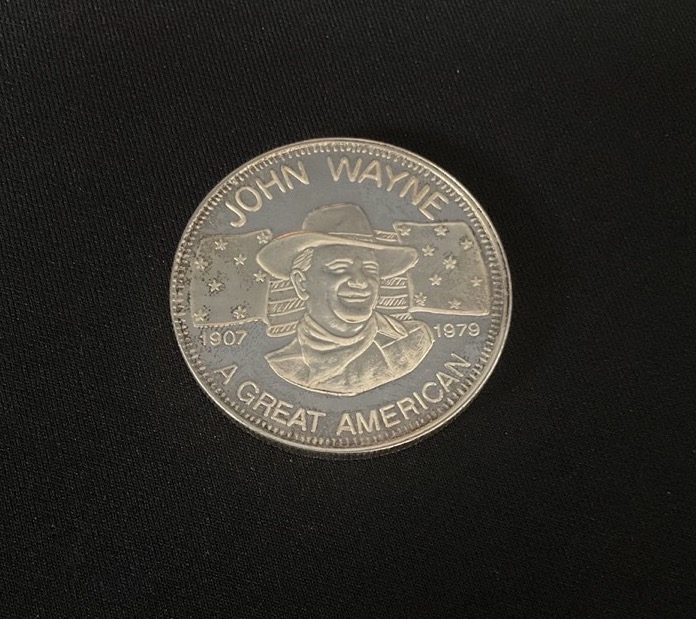 JOHN WAYNE
1907 1979
A GREAT AMERICAN